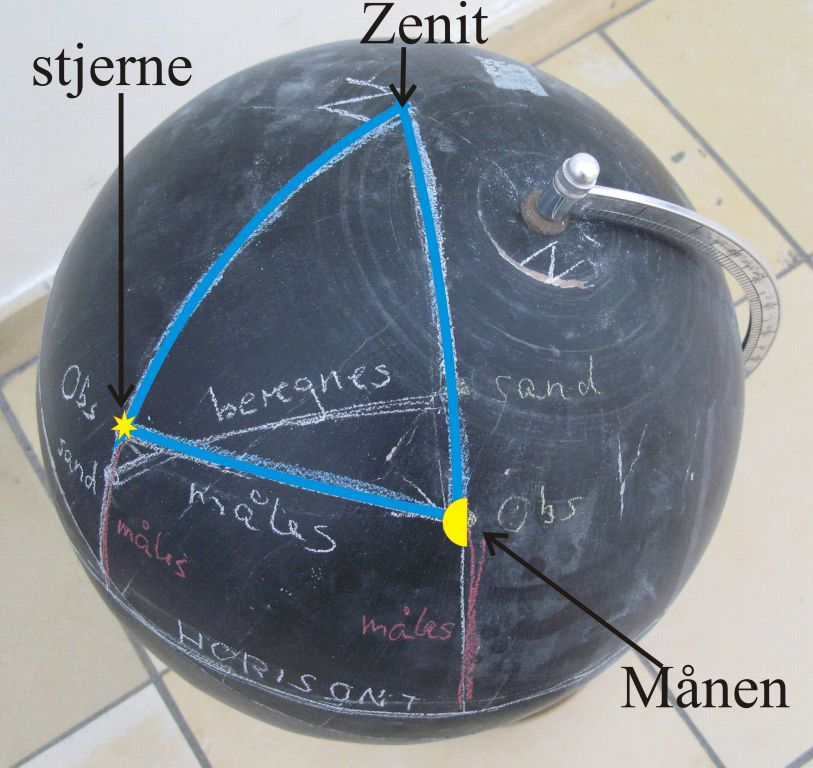 Zenit
stjerne
Z
N
Obs
beregnes
sand
sand
måles
Obs
måles
måles
HORISONT
Månen